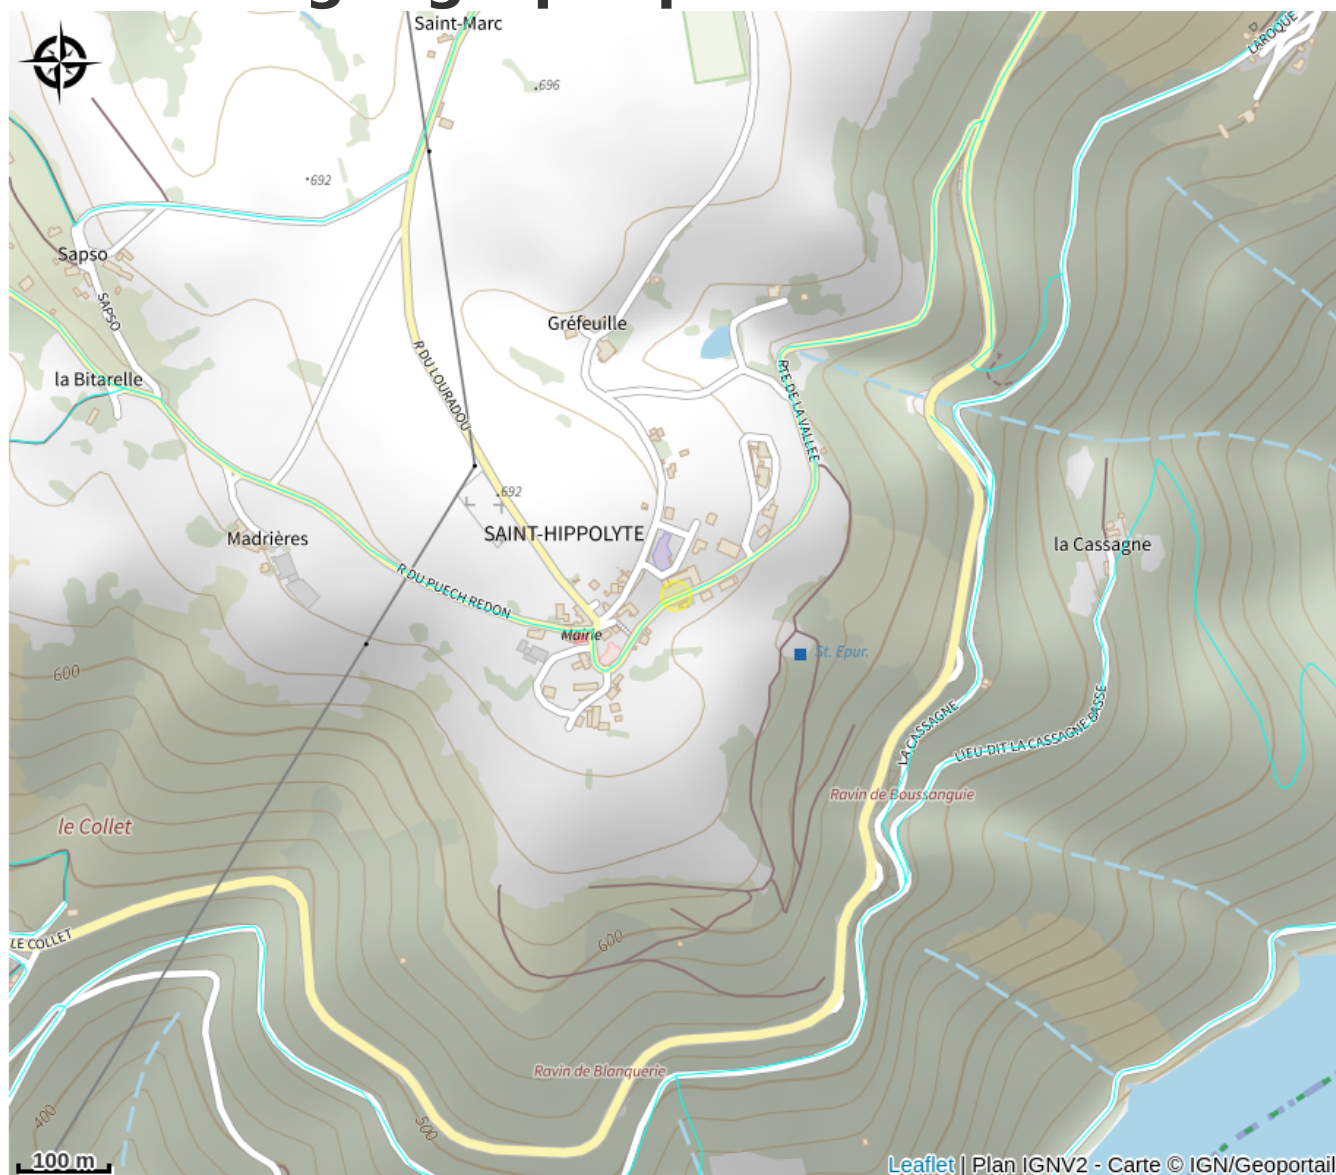 Saint-Marc
LAROQUE
696
692
Sapso
SAPSO
Gréfeuille
R DU LOURADOU
la Bitarelle
RTE DE LA VALLEE
692
SAINT-HIPPOLYTE
Madrières
la Cassagne
R DU PUECH REDON
Mairie
St. Epur.
600
LA CASSAGNE
LIEU-DIT LA CASSAGNE BASSE
Ravin de Boussanguie
le Collet
LE COLLET
600
Ravin de Blanquerie
400
500
100 m
Leaflet | Plan IGNV2 - Carte © IGN/Geoportail